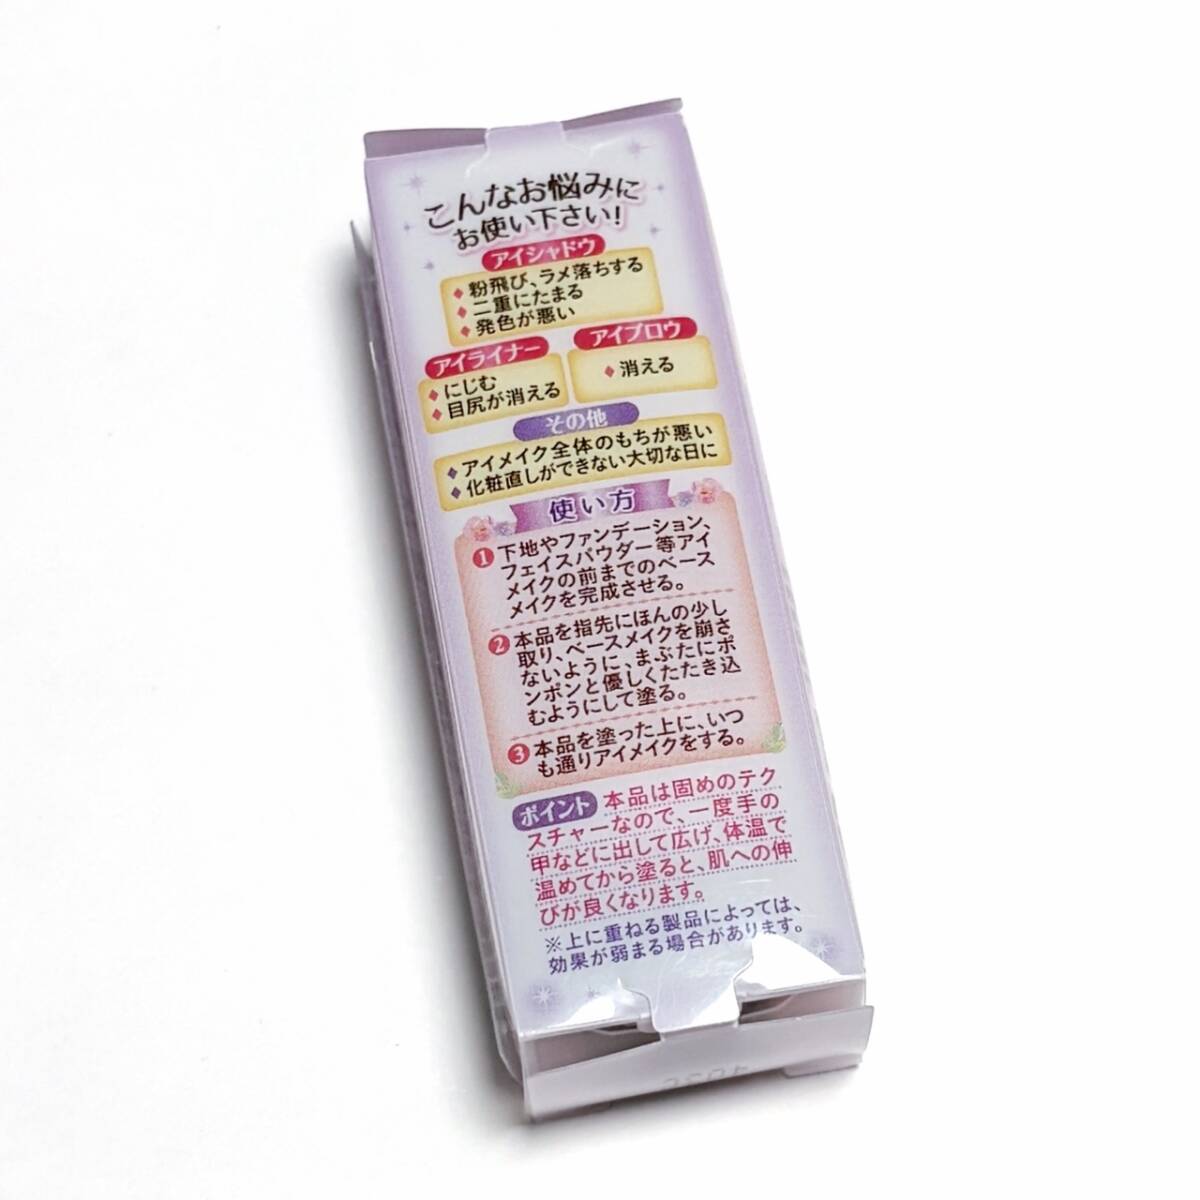 こんなお悩みに
お使い下さい!
アイシャドウ
粉飛び、ラメ落ちする
二重にたまる
発色が悪い
アイライナー
にじむ
目尻が消える
アイブロウ
消える
その他
アイメイク全体のもちが悪い
化粧直しができない大切な日に
使い方
1 下地やファンデーション、
フェイスパウダー等アイ
メイクの前までのベース
メイクを完成させる。
2 本品を指先にほんの少し
取り、ベースメイクを崩さ
ないように、まぶたにポ
ンポンと優しくたたき込
むようにして塗る。
3 本品を塗った上に、いつ
も通りアイメイクをする。
ポイント 本品は固めのテク
スチャーなので、一度手の
甲などに出して広げ、体温で
温めてから塗ると、肌への伸
びが良くなります。
※上に重ねる製品によっては、
効果が弱まる場合があります。